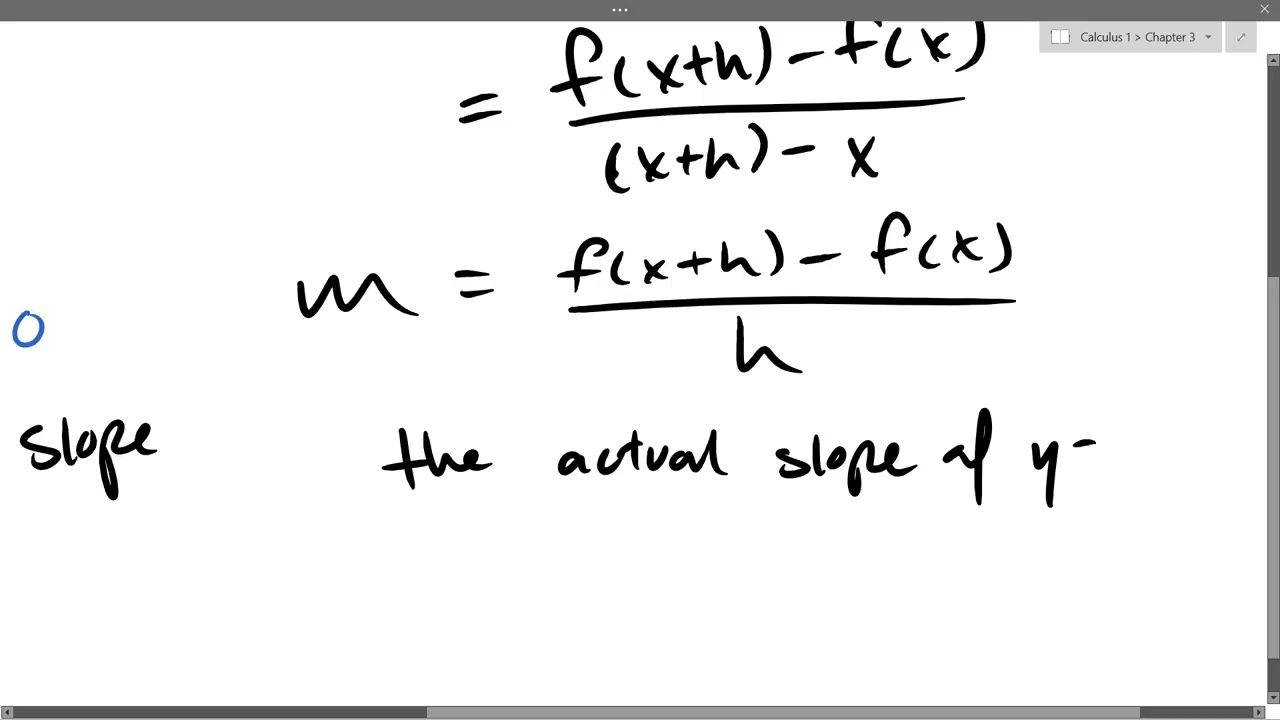 ...
Calculus 1 > Chapter 3
= f(x+h) - f(x)
(x+h) - x
m = f(x+h) - f(x)
h
0
slope the actual slope of y=